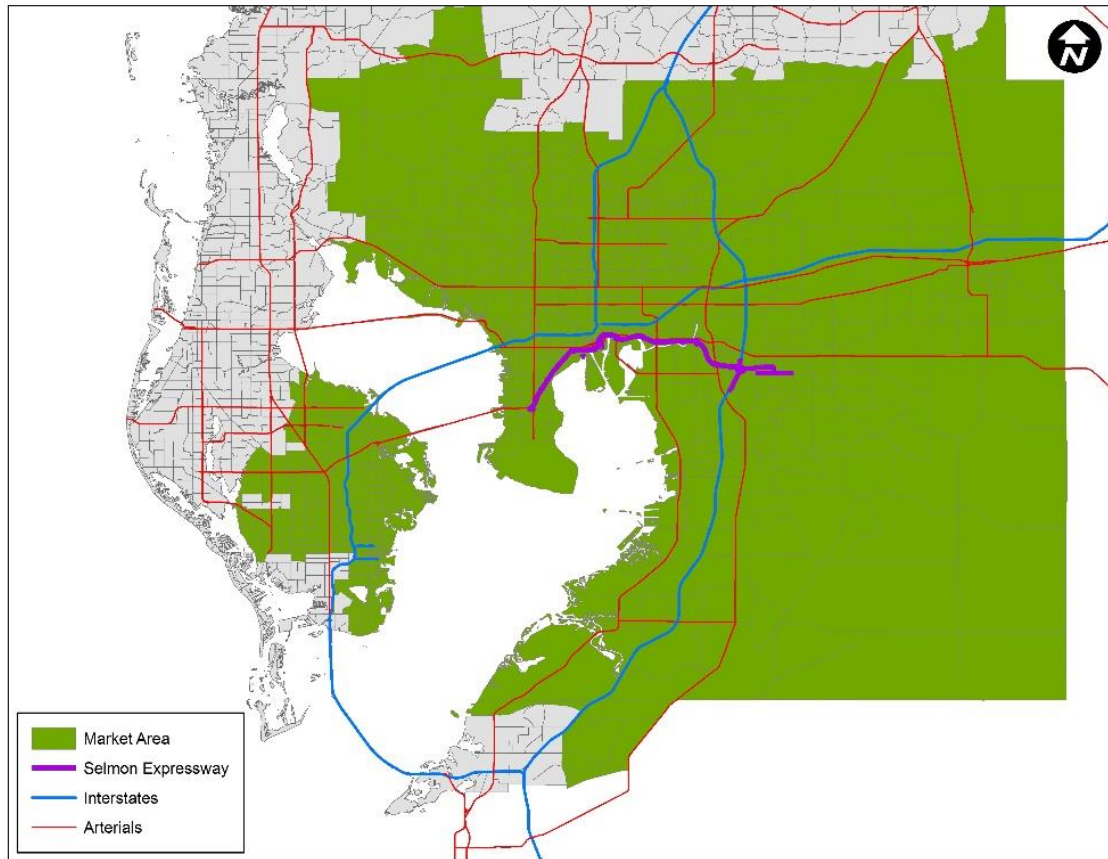 N
Market Area
Selmon Expressway
Interstates
Arterials